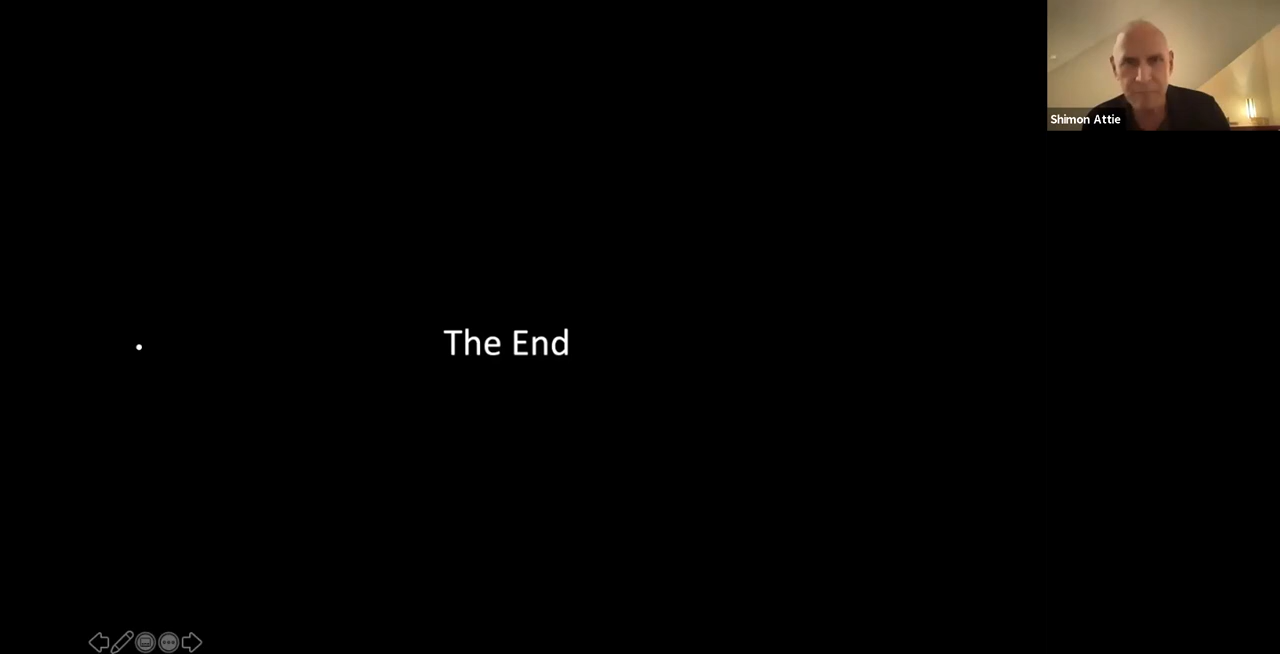 Shimon Attie
• The End